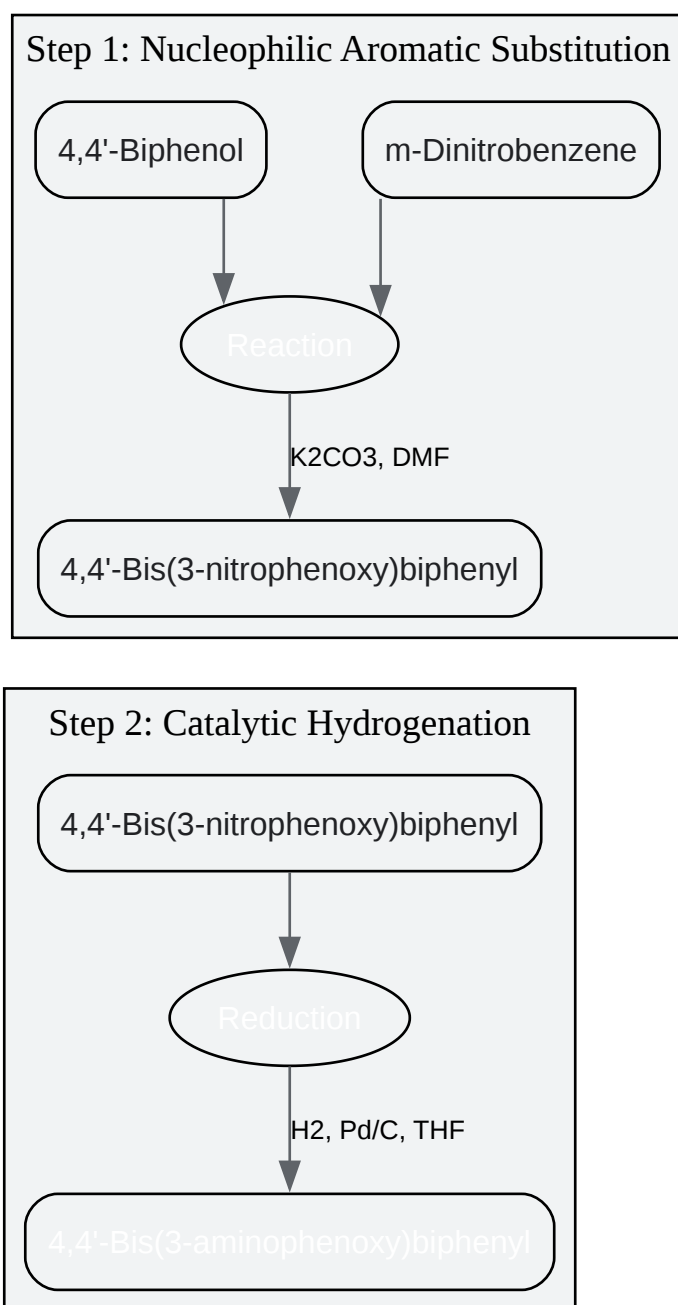 Step 1: Nucleophilic Aromatic Substitution
4,4'-Biphenol
m-Dinitrobenzene
Reaction
K2CO3, DMF
4,4'-Bis(3-nitrophenoxy)biphenyl
Step 2: Catalytic Hydrogenation
4,4'-Bis(3-nitrophenoxy)biphenyl
Reduction
H2, Pd/C, THF
4,4'-Bis(3-aminophenoxy)biphenyl